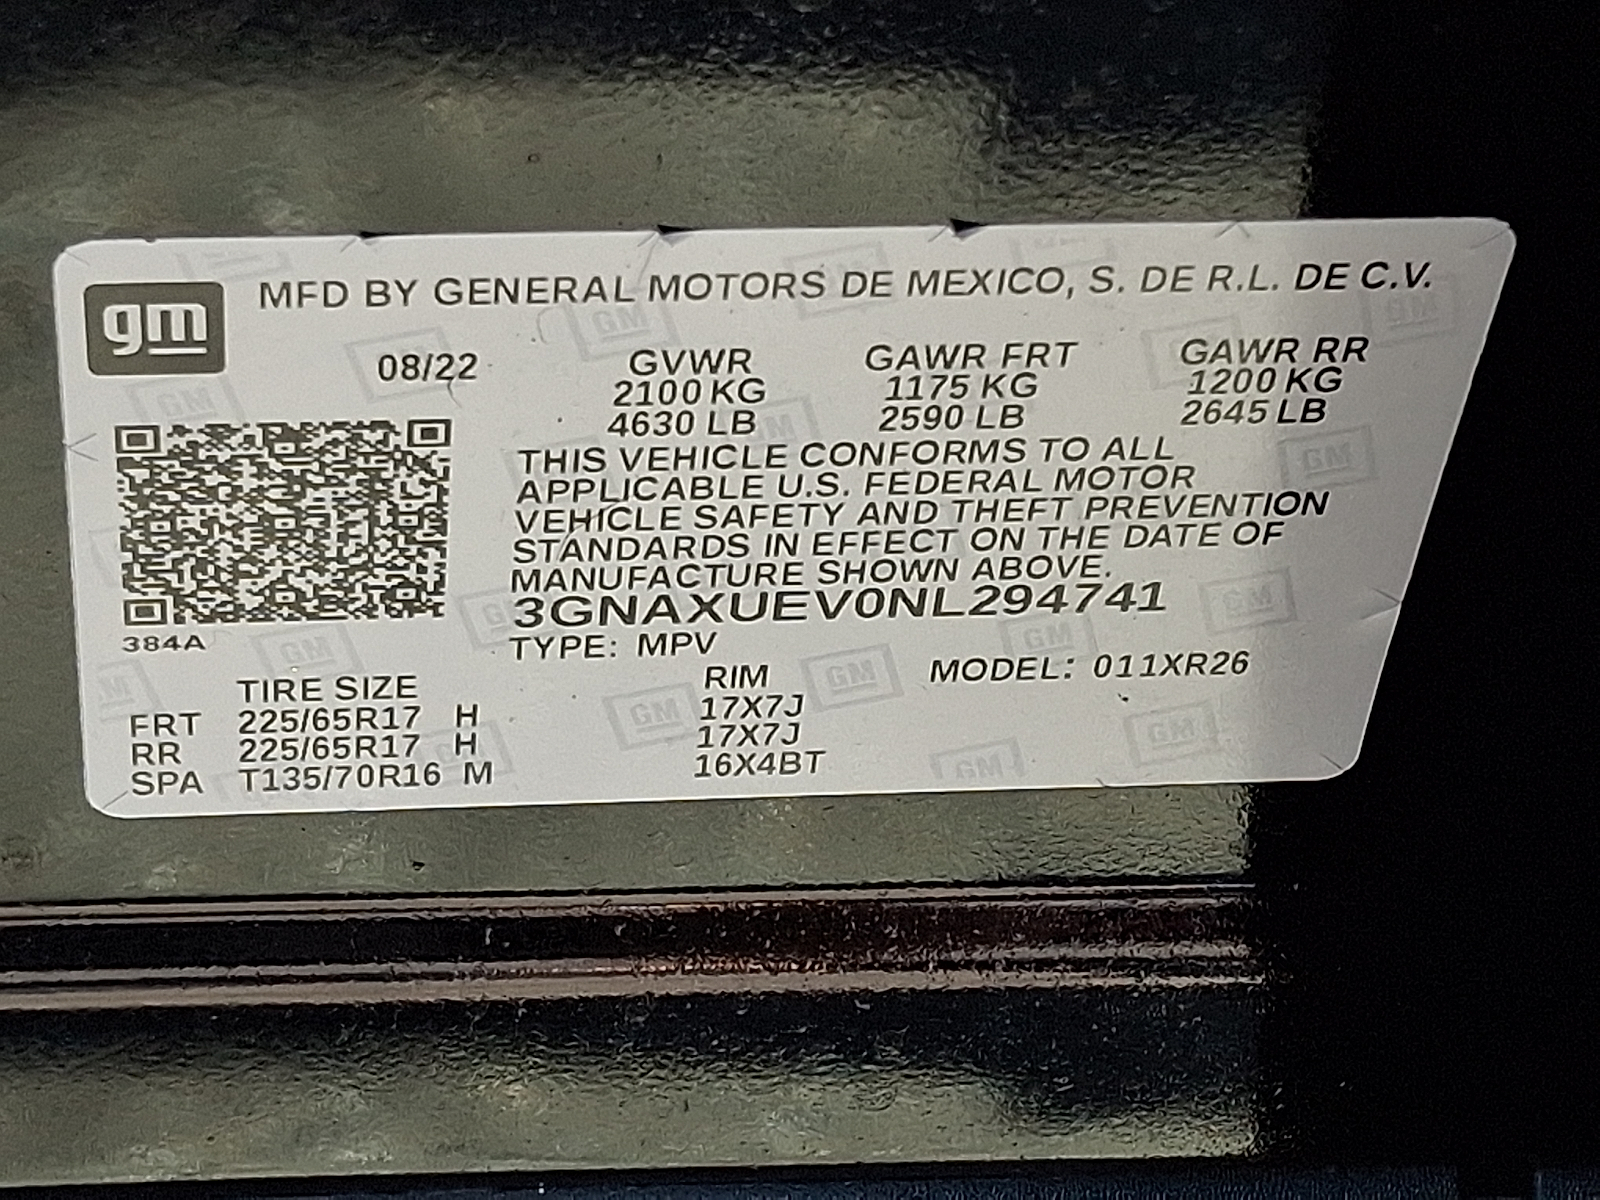 gm
MFD BY GENERAL MOTORS DE MEXICO, S. DE R.L. DE C.V.
08/22 GVWR GAWR FRT GAWR RR
2100 KG 1175 KG 1200 KG
4630 LB 2590 LB 2645 LB
THIS VEHICLE CONFORMS TO ALL
APPLICABLE U.S. FEDERAL MOTOR
VEHICLE SAFETY AND THEFT PREVENTION
STANDARDS IN EFFECT ON THE DATE OF
MANUFACTURE SHOWN ABOVE.
3GNAXUEV0NL294741
384A
TYPE: MPV
MODEL: 011XR26
TIRE SIZE RIM
FRT 225/65R17 H 17X7J
RR 225/65R17 H 17X7J
SPA T135/70R16 M 16X4BT